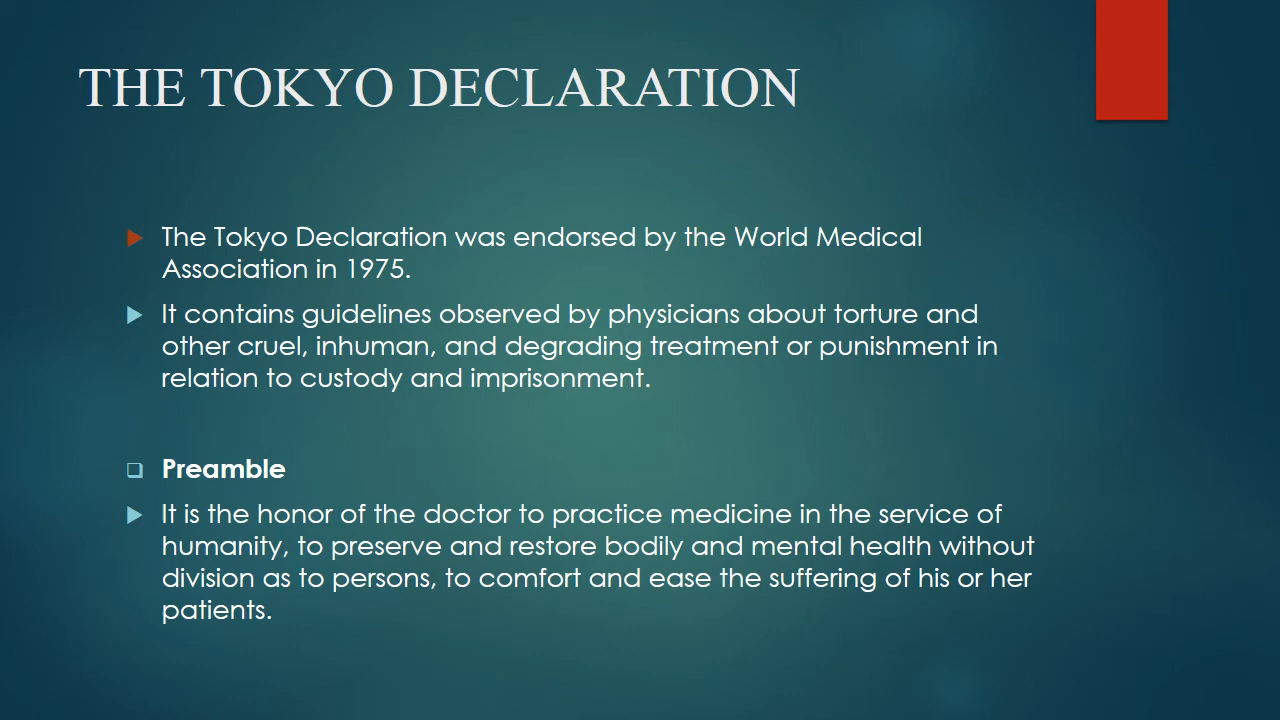 THE TOKYO DECLARATION
The Tokyo Declaration was endorsed by the World Medical
Association in 1975.
It contains guidelines observed by physicians about torture and
other cruel, inhuman, and degrading treatment or punishment in
relation to custody and imprisonment.
Preamble
It is the honor of the doctor to practice medicine in the service of
humanity, to preserve and restore bodily and mental health without
division as to persons, to comfort and ease the suffering of his or her
patients.